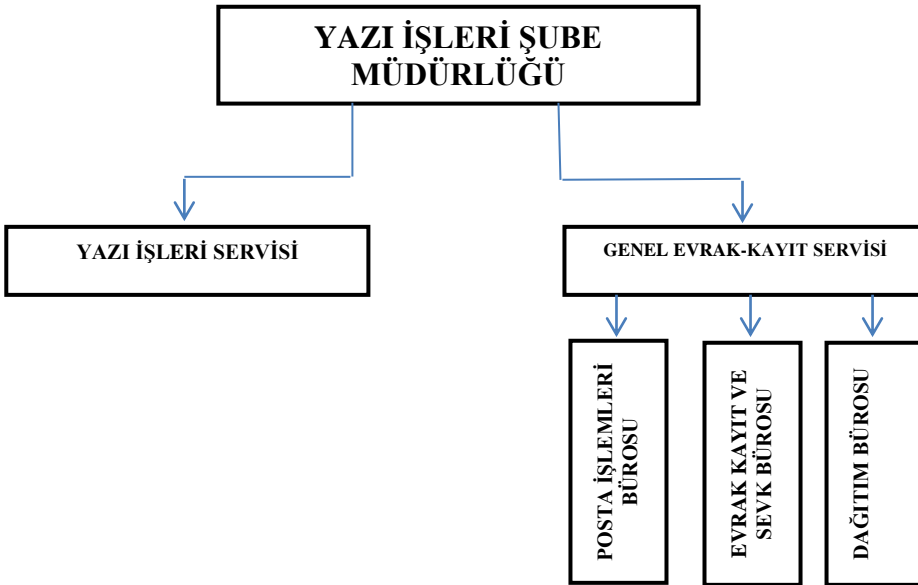 YAZI İŞLERİ ŞUBE
MÜDÜRLÜĞÜ
YAZI İŞLERİ SERVİSİ
GENEL EVRAK-KAYIT SERVİSİ
POSTA İŞLEMLERİ
BÜROSU
EVRAK KAYIT VE
SEVK BÜROSU
DAĞITIM BÜROSU